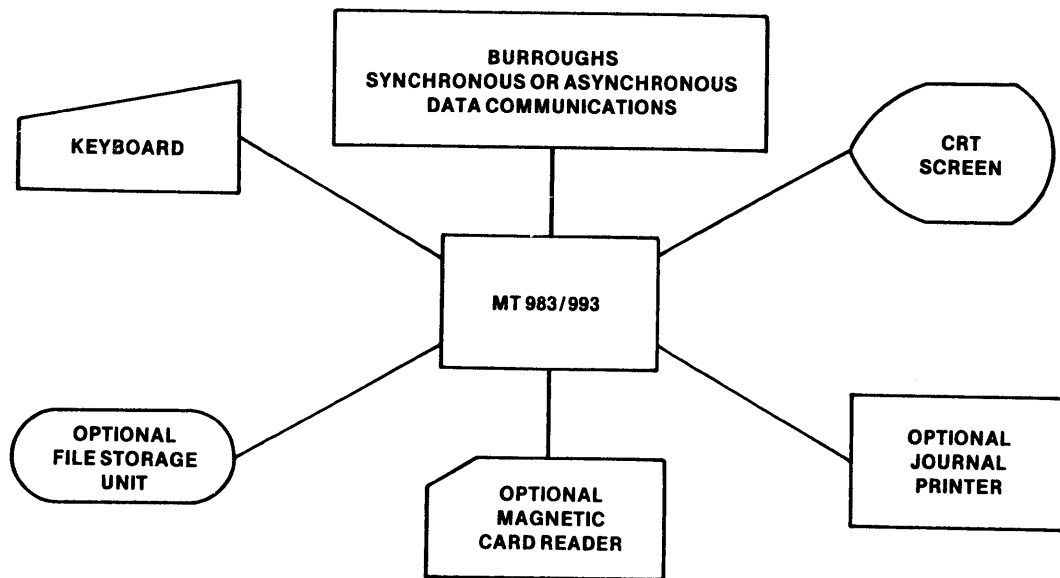 BURROUGHS
SYNCHRONOUS OR ASYNCHRONOUS
DATA COMMUNICATIONS
KEYBOARD
CRT
SCREEN
MT 983/993
OPTIONAL
FILE STORAGE
UNIT
OPTIONAL
MAGNETIC
CARD READER
OPTIONAL
JOURNAL
PRINTER